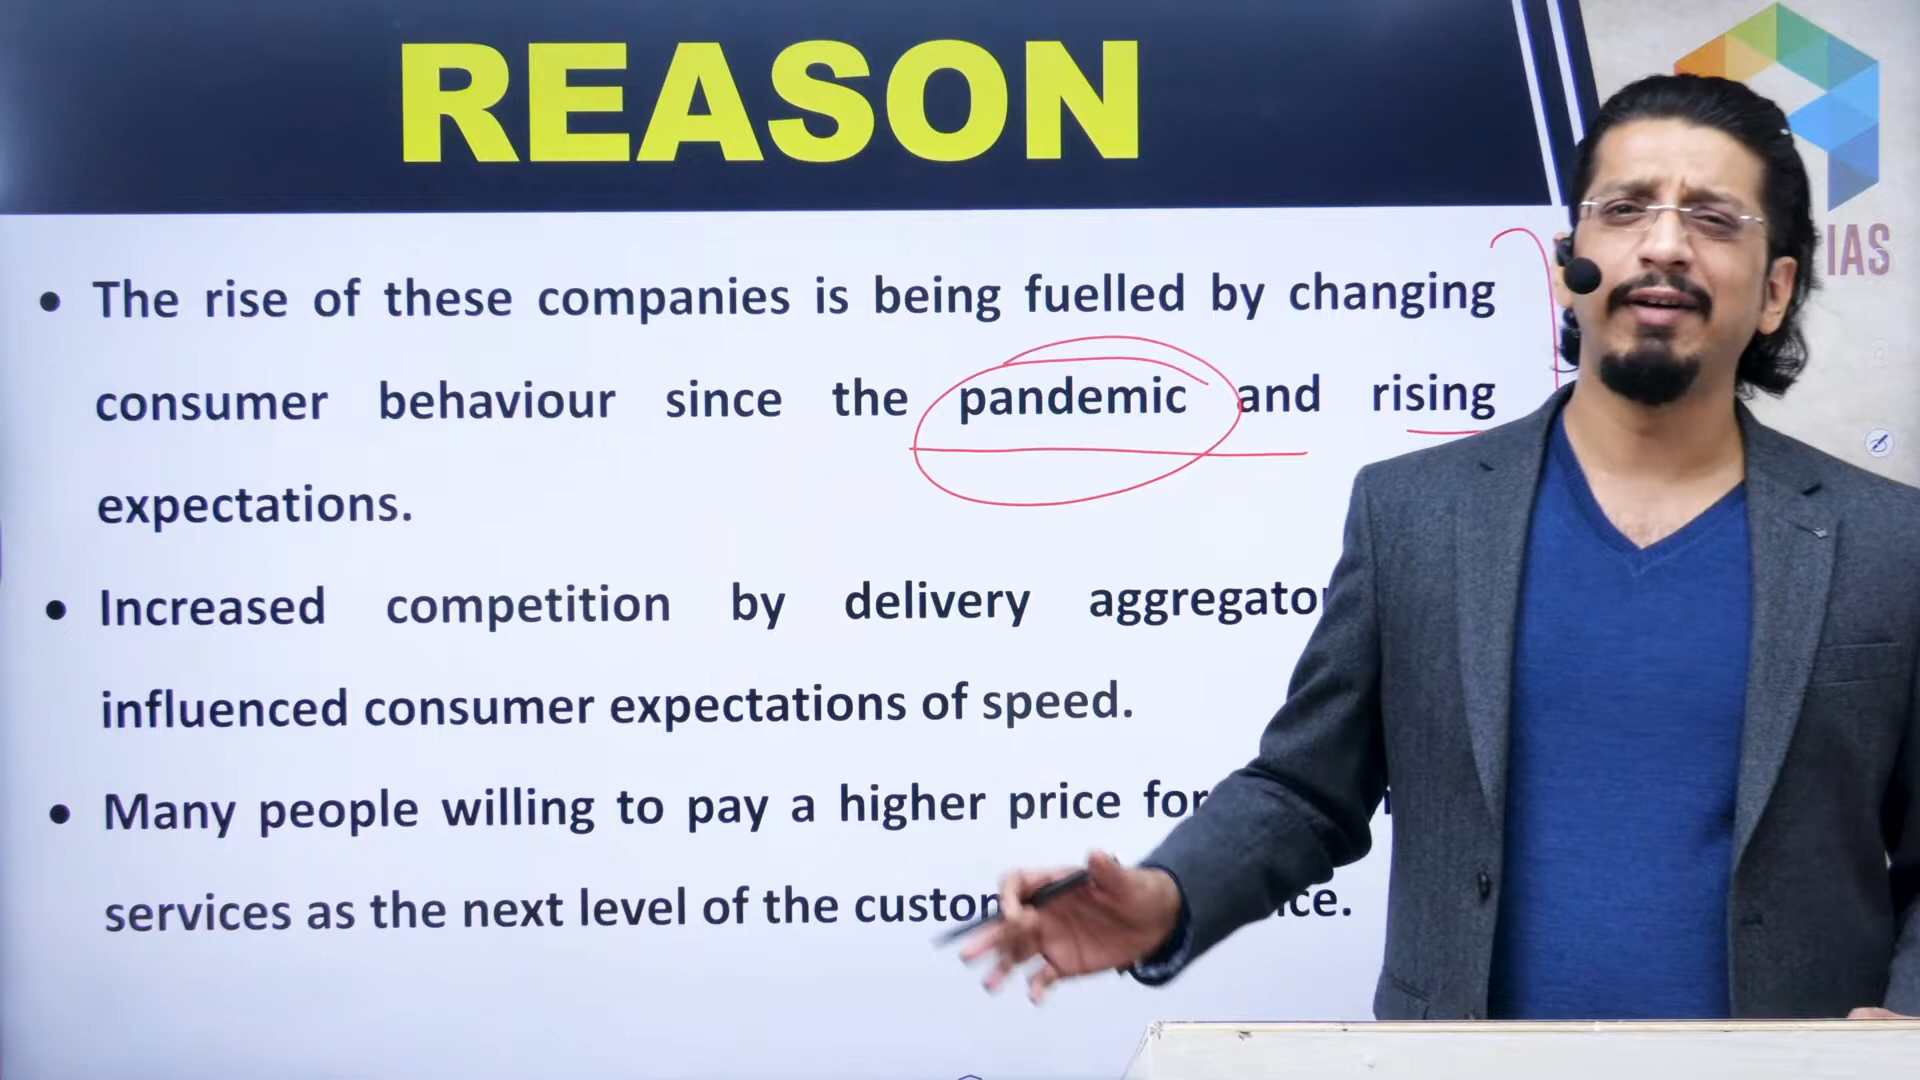 REASON
IAS
• The rise of these companies is being fuelled by changing
consumer behaviour since the pandemic and rising
expectations.
• Increased competition by delivery
influenced consumer expectations of speed.
• Many people willing to pay a higher price for
services as the next level of the